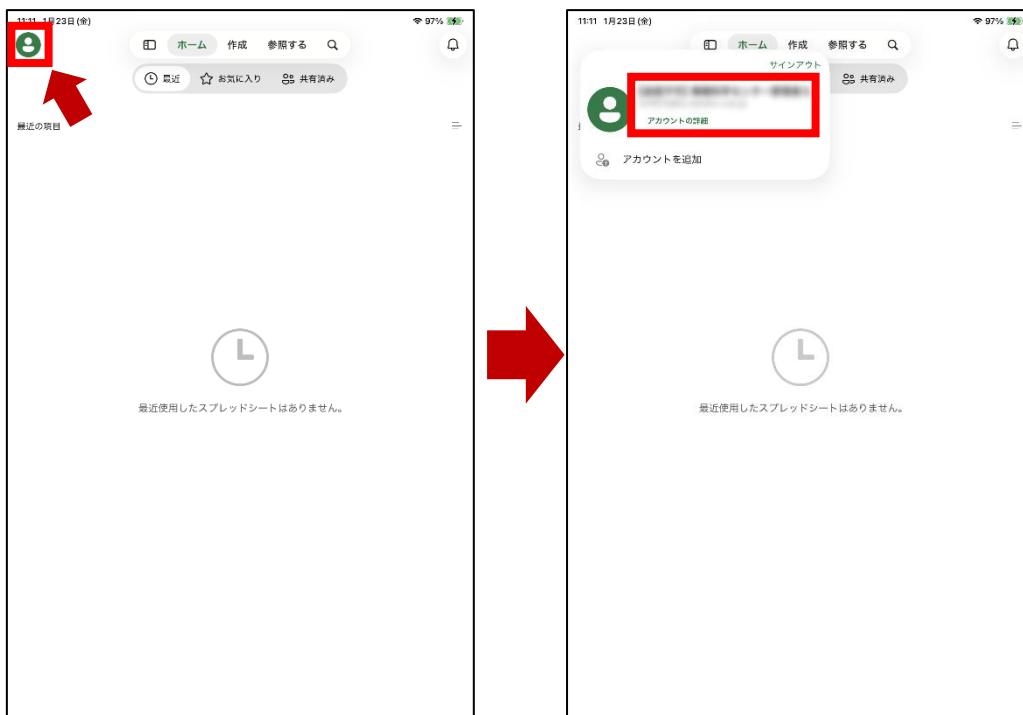 11:11 1月23日(金)
97%
ホーム 作成 参照する
最近 お気に入り 共有済み
最近の項目
最近使用したスプレッドシートはありません。
11:11 1月23日(金)
97%
ホーム 作成 参照する
サインアウト
共有済み
アカウントの詳細
アカウントを追加
最近使用したスプレッドシートはありません。